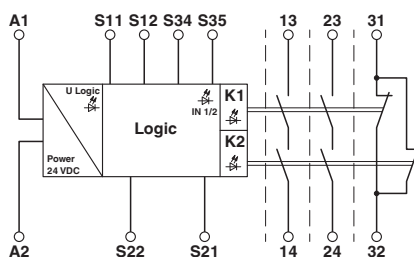 A1 S11 S12 S34 S35 13 23 31
U Logic
IN 1/2
K1
Logic
K2
Power
24 VDC
A2 S22 S21 14 24 32